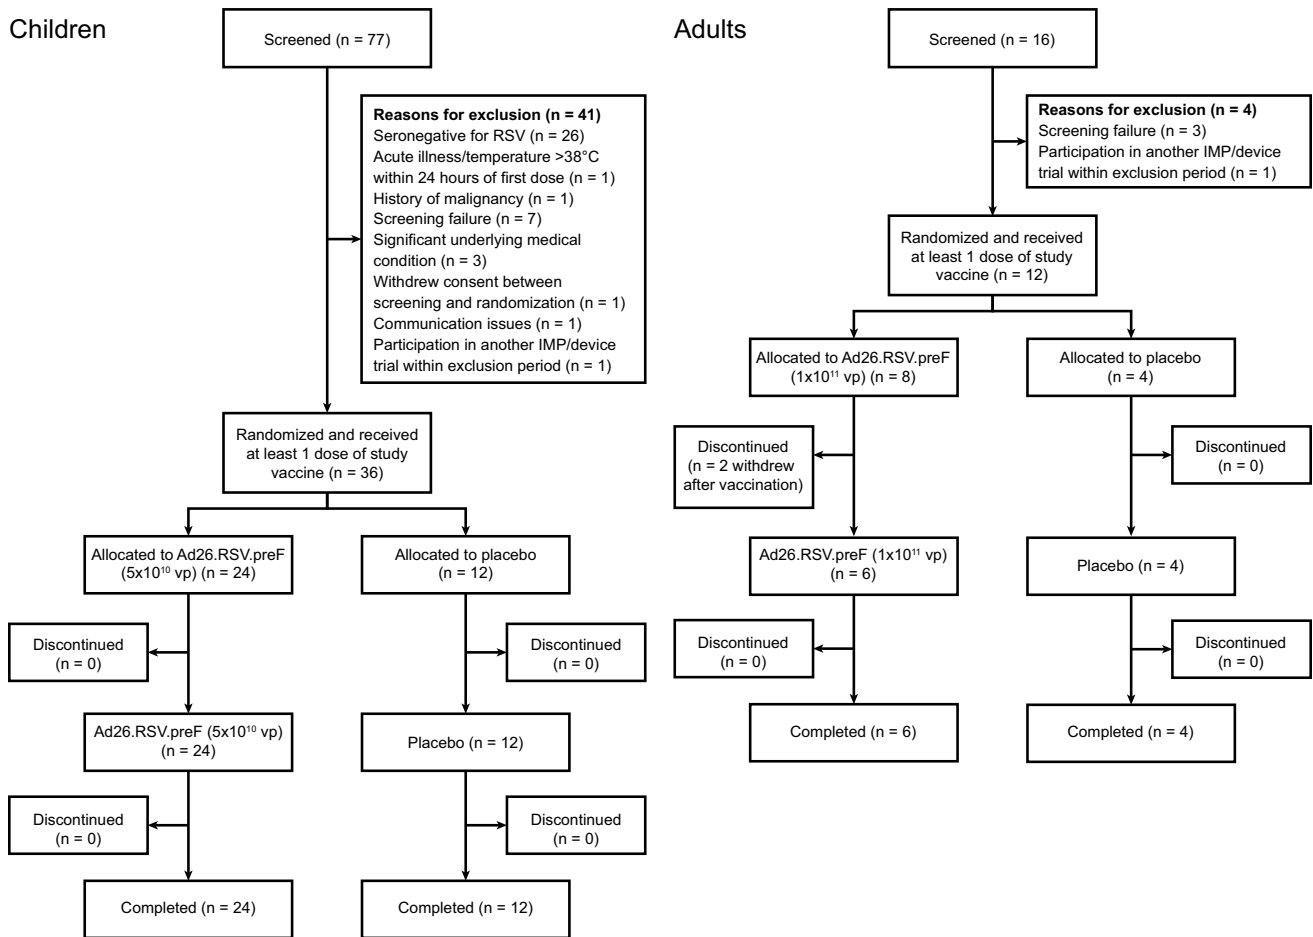 Children
Screened (n = 77)
Reasons for exclusion (n = 41)
Seronegative for RSV (n = 26)
Acute illness/temperature >38°C
within 24 hours of first dose (n = 1)
History of malignancy (n = 1)
Screening failure (n = 7)
Significant underlying medical
condition (n = 3)
Withdrew consent between
screening and randomization (n = 1)
Communication issues (n = 1)
Participation in another IMP/device
trial within exclusion period (n = 1)
Randomized and received
at least 1 dose of study
vaccine (n = 36)
Allocated to Ad26.RSV.preF
(5x10¹⁰ vp) (n = 24)
Allocated to placebo
(n = 12)
Discontinued
(n = 0)
Discontinued
(n = 0)
Ad26.RSV.preF (5x10¹⁰ vp)
(n = 24)
Placebo (n = 12)
Discontinued
(n = 0)
Discontinued
(n = 0)
Completed (n = 24)
Completed (n = 12)
Adults
Screened (n = 16)
Reasons for exclusion (n = 4)
Screening failure (n = 3)
Participation in another IMP/device
trial within exclusion period (n = 1)
Randomized and received
at least 1 dose of study
vaccine (n = 12)
Allocated to Ad26.RSV.preF
(1x10¹¹ vp) (n = 8)
Allocated to placebo
(n = 4)
Discontinued
(n = 2 withdrew
after vaccination)
Discontinued
(n = 0)
Ad26.RSV.preF (1x10¹¹ vp)
(n = 6)
Placebo (n = 4)
Discontinued
(n = 0)
Discontinued
(n = 0)
Completed (n = 6)
Completed (n = 4)